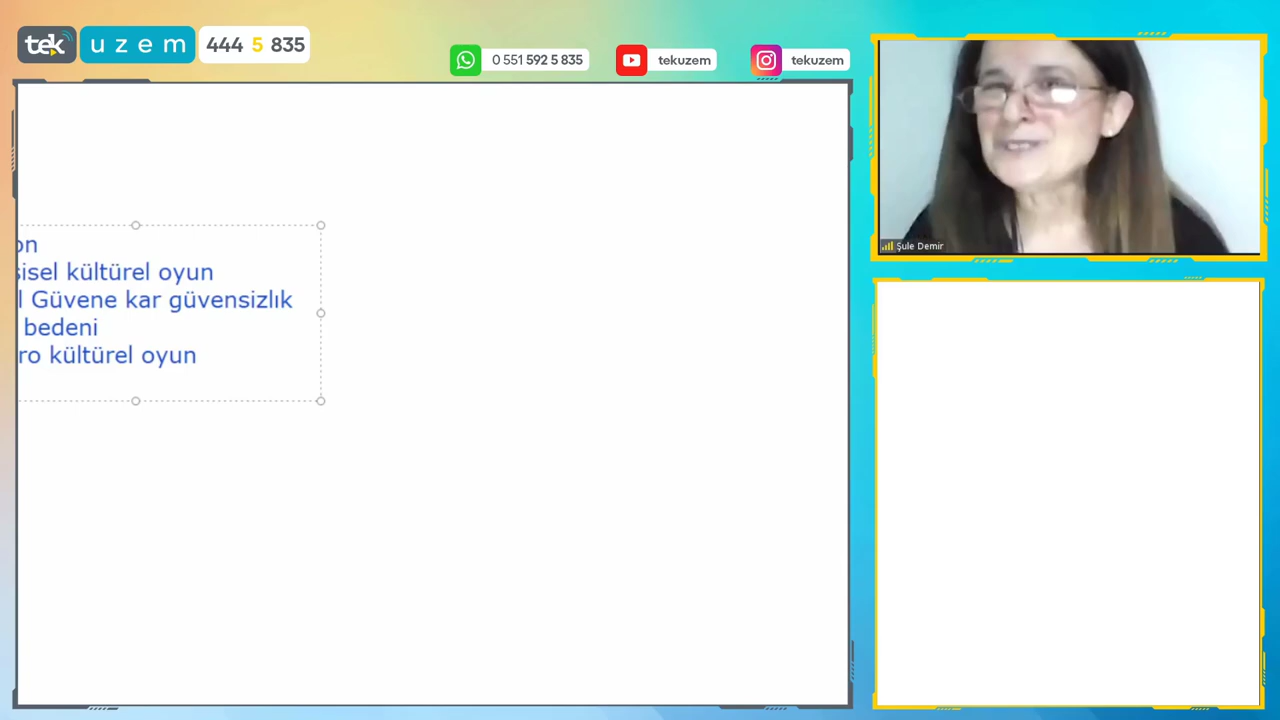 tek uzem 444 5 835
0 551 592 5 835
tekuzem
tekuzem
on
sisel kültürel oyun
l Güvene kar güvensizlık
bedeni
ro kültürel oyun
Şule Demir